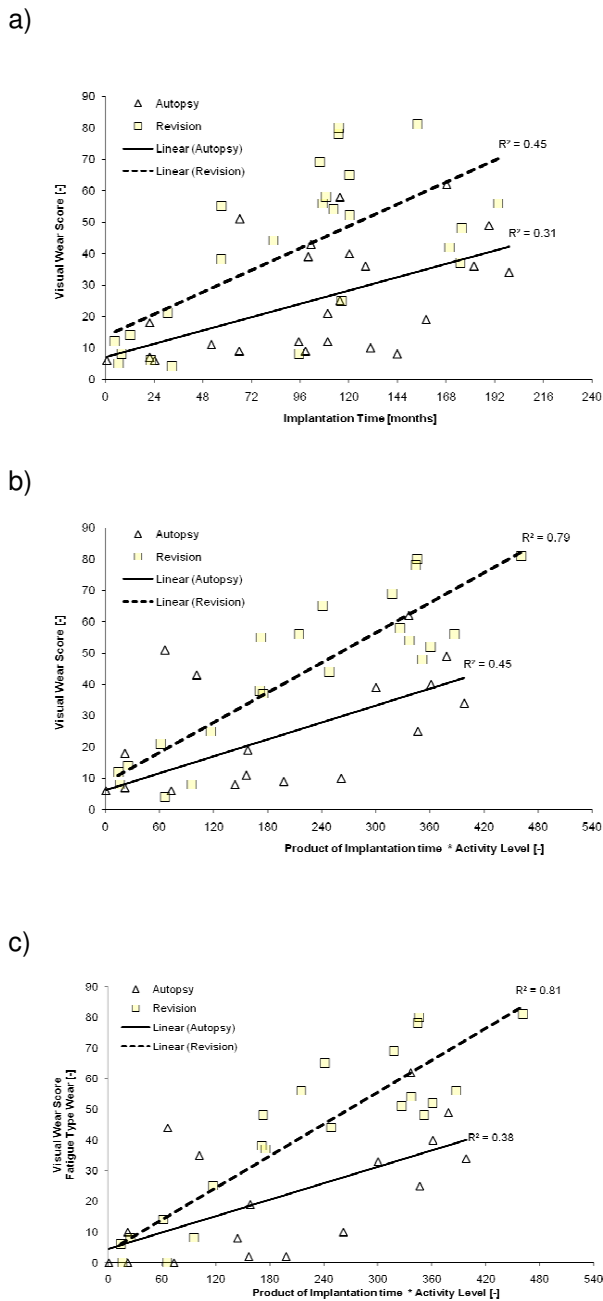 a)
90
80
70
60
50
40
30
20
10
0
Visual Wear Score [-]
Autopsy
Revision
Linear (Autopsy)
Linear (Revision)
R² = 0.45
R² = 0.31
0 24 48 72 96 120 144 168 192 216 240
Implantation Time [months]
b)
90
80
70
60
50
40
30
20
10
0
Visual Wear Score [-]
Autopsy
Revision
Linear (Autopsy)
Linear (Revision)
R² = 0.79
R² = 0.45
0 60 120 180 240 300 360 420 480 540
Product of Implantation time * Activity Level [-]
c)
90
80
70
60
50
40
30
20
10
0
Visual Wear Score
Fatigue Type Wear [-]
Autopsy
Revision
Linear (Autopsy)
Linear (Revision)
R² = 0.81
R² = 0.38
0 60 120 180 240 300 360 420 480 540
Product of Implantation time * Activity Level [-]